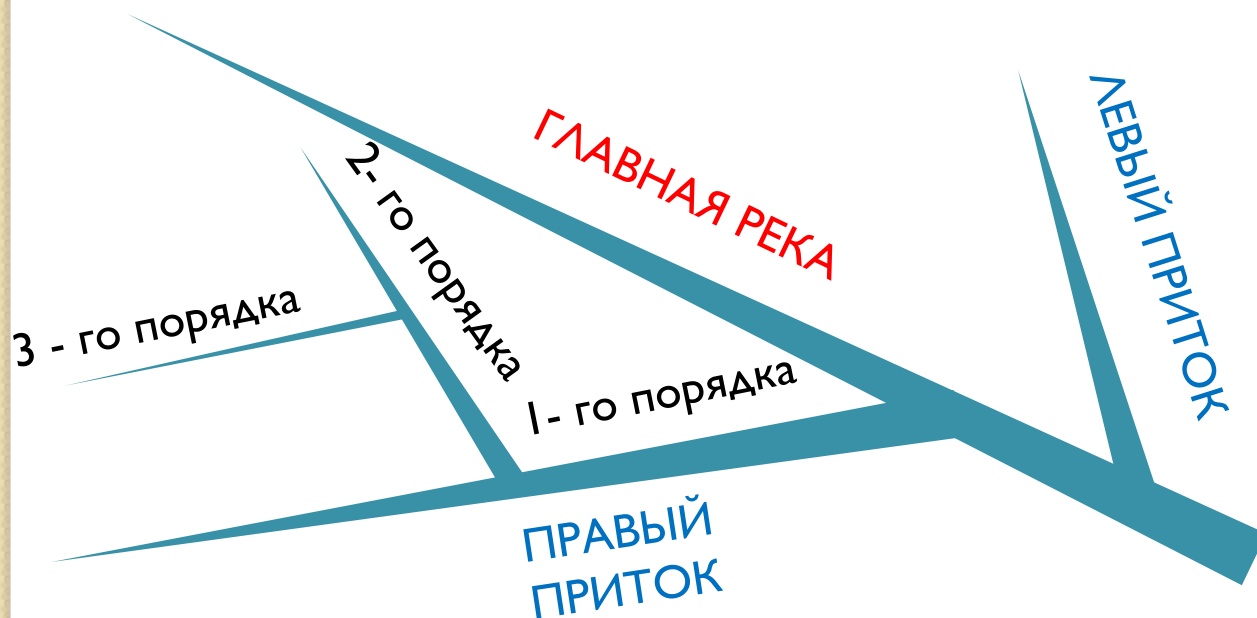 ГЛАВНАЯ РЕКА
ЛЕВЫЙ ПРИТОК
2- го порядка
3 - го порядка
1- го порядка
ПРАВЫЙ
ПРИТОК